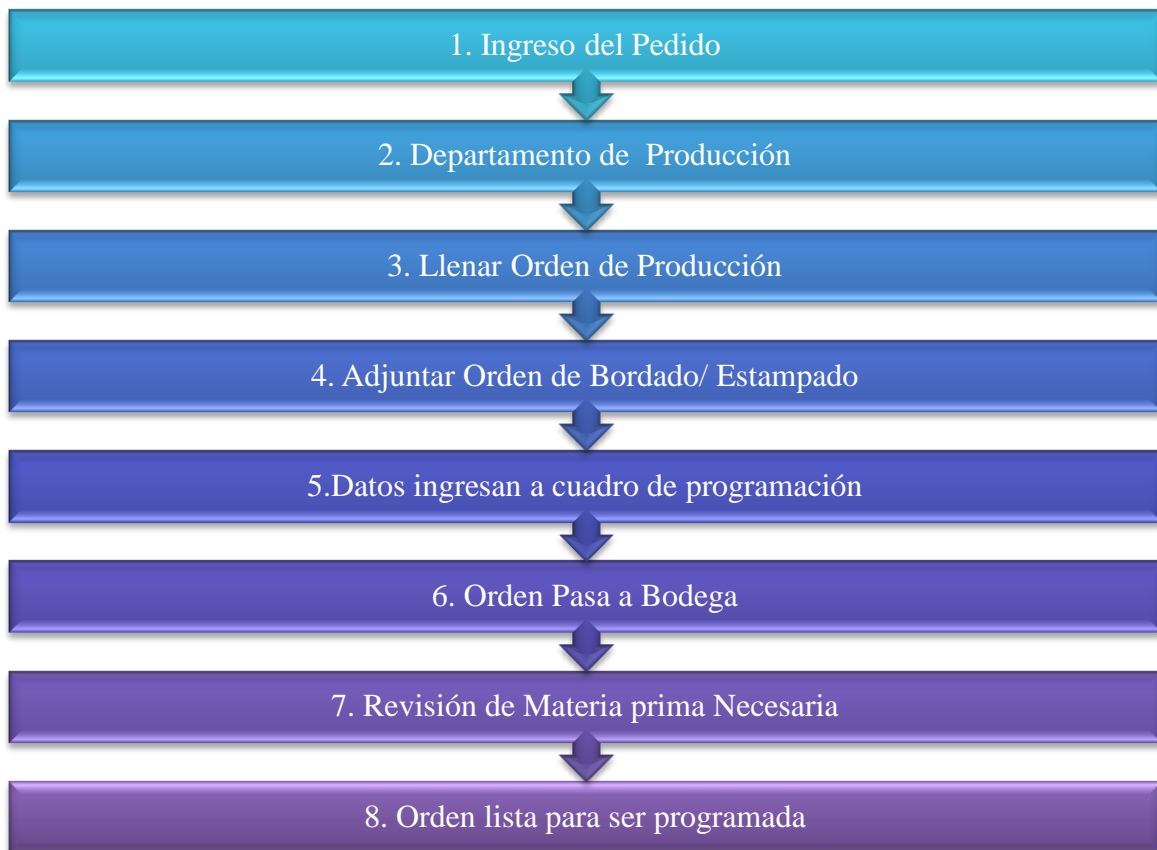 1. Ingreso del Pedido
2. Departamento de  Producción
3. Llenar Orden de Producción
4. Adjuntar Orden de Bordado/ Estampado
5.Datos ingresan a cuadro de programación
6. Orden Pasa a Bodega
7. Revisión de Materia prima Necesaria
8. Orden lista para ser programada